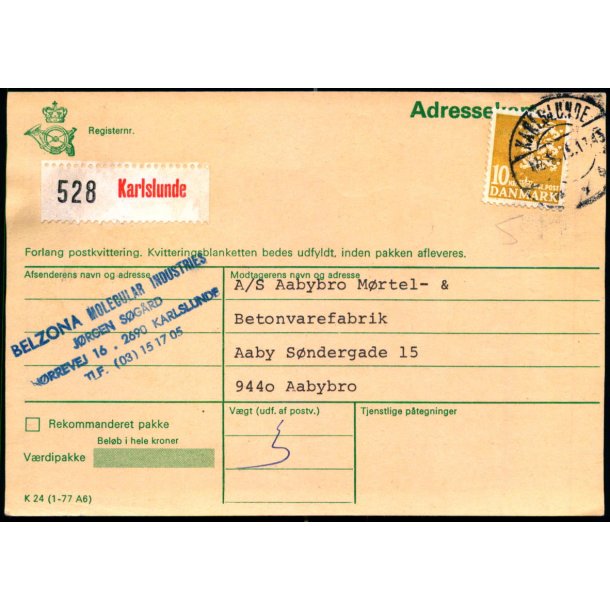 Adressekort
KARLSLUNDE
Registernr.
528 Karlslunde
10
DANMARK
Forlang postkvittering. Kvitteringsblanketten bedes udfyldt, inden pakken afleveres.
Afsenderens navn og adresse
BELZONA MOLECULAR INDUSTRIES
JØRGEN SØGÅRD
NØRREVEJ 16 . 2690 KARLSLUNDE
TLF. (03) 15 17 05
Modtagerens navn og adresse
A/S Aabybro Mørtel- &
Betonvarefabrik
Aaby Søndergade 15
944o Aabybro
Rekommanderet pakke
Beløb i hele kroner
Værdipakke
Vægt (udf. af postv.)
5
Tjenstlige påtegninger
K 24 (1-77 A6)